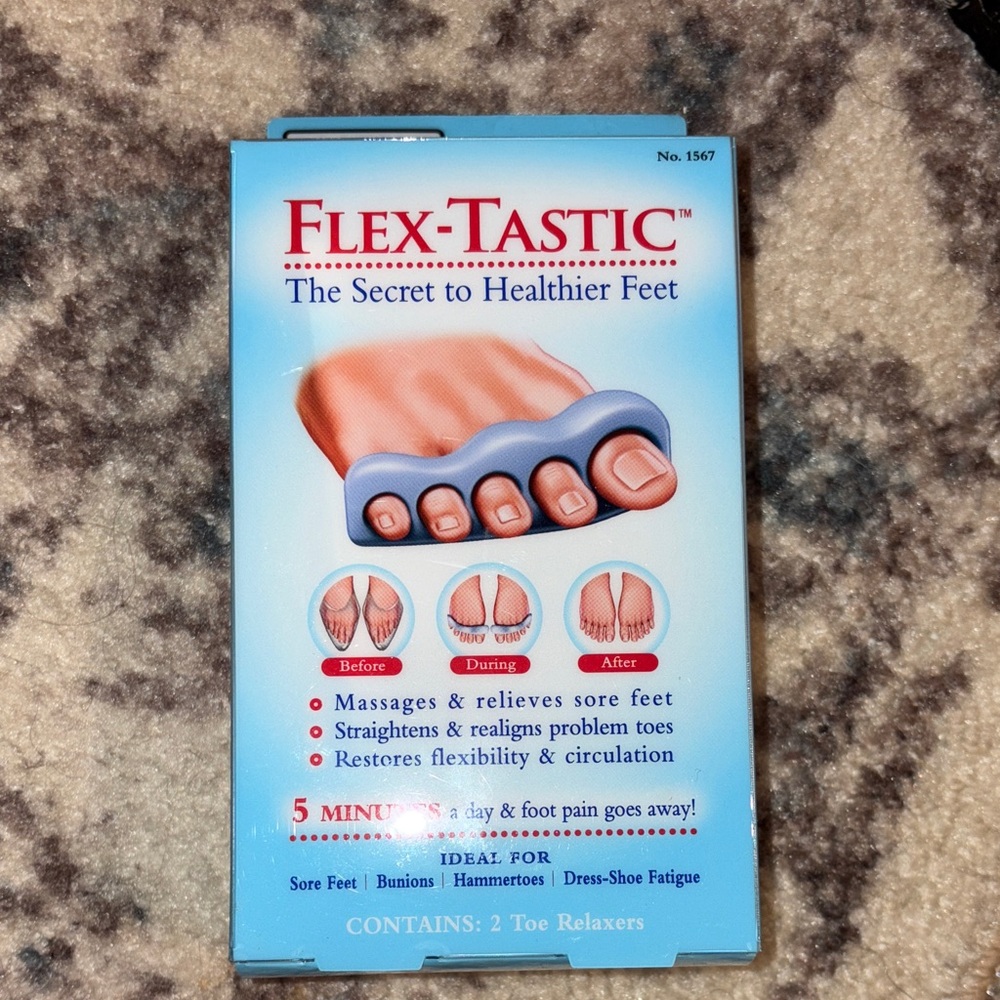 No. 1567
FLEX-TASTIC™
The Secret to Healthier Feet
Before
During
After
Massages & relieves sore feet
Straightens & realigns problem toes
Restores flexibility & circulation
5 MINUTES a day & foot pain goes away!
IDEAL FOR
Sore Feet | Bunions | Hammertoes | Dress-Shoe Fatigue
CONTAINS: 2 Toe Relaxers